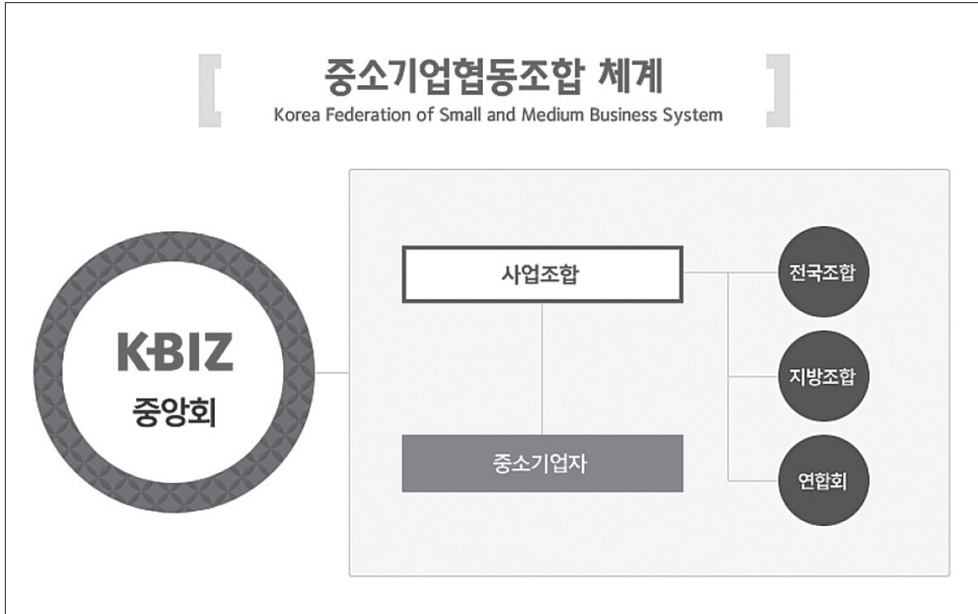 중소기업협동조합 체계
Korea Federation of Small and Medium Business System
K-BIZ
중앙회
사업조합
중소기업자
전국조합
지방조합
연합회